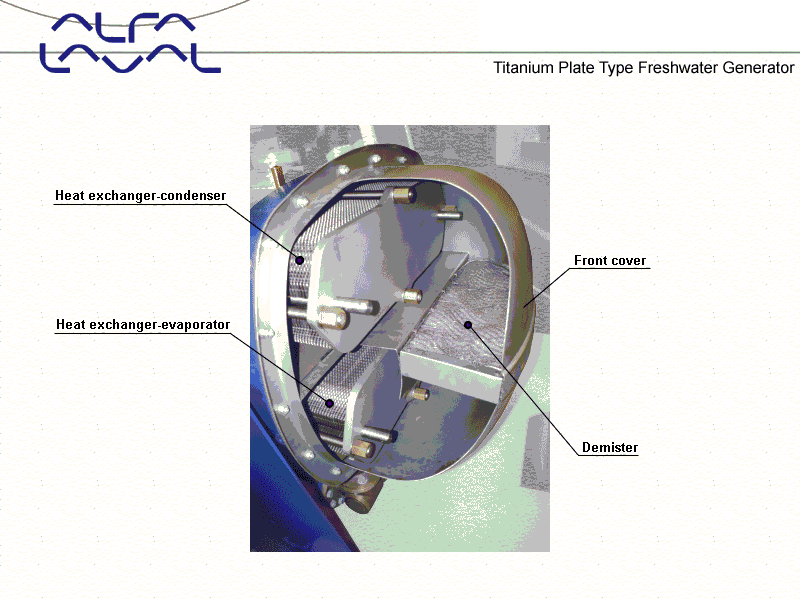 ALFA
LAVAL
Titanium Plate Type Freshwater Generator
Heat exchanger-condenser
Front cover
Heat exchanger-evaporator
Demister